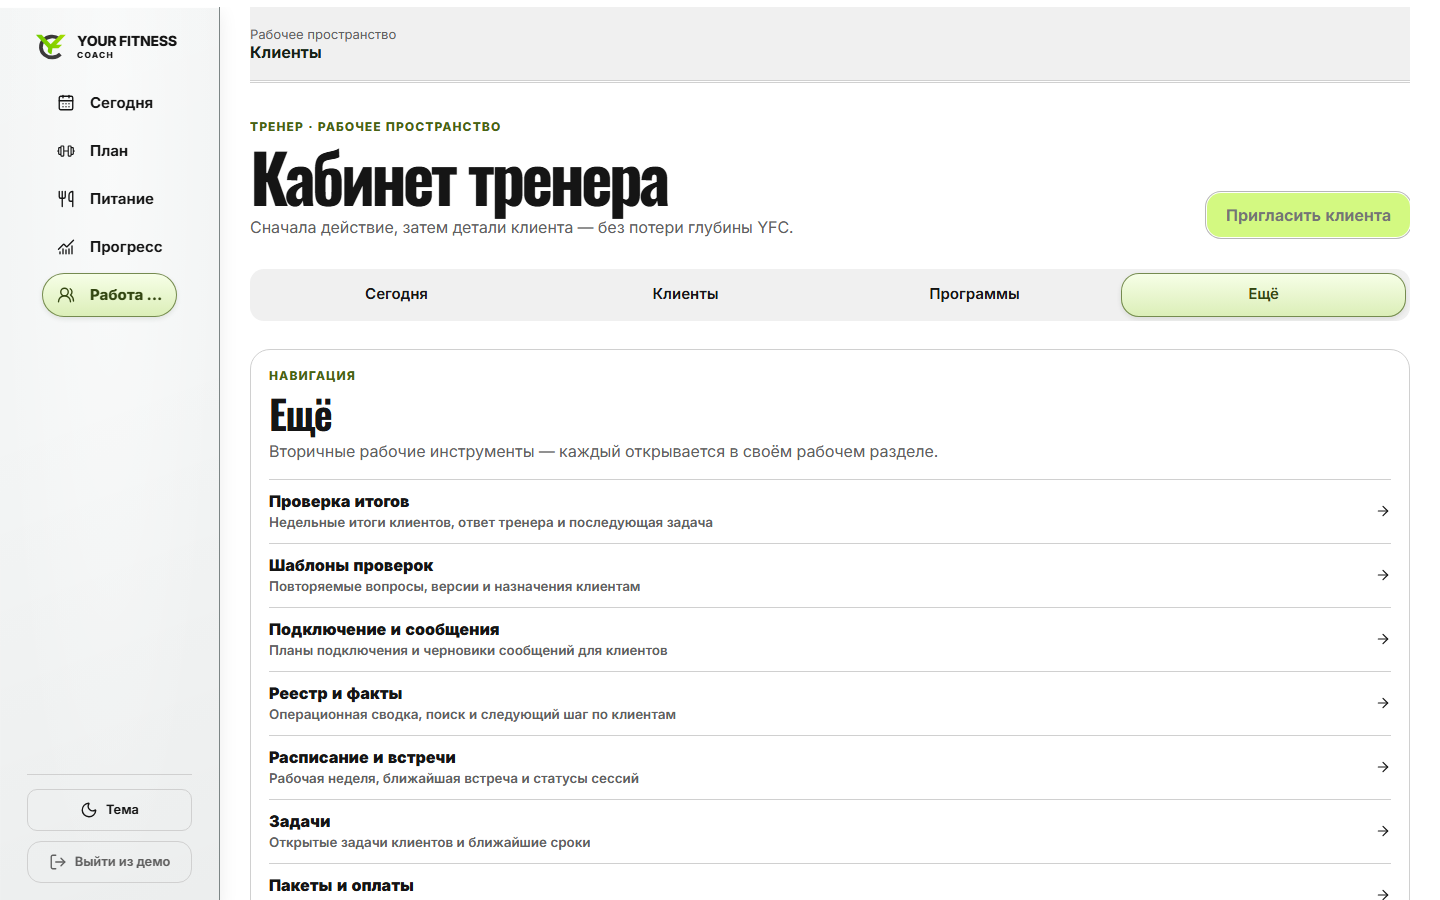 YOUR FITNESS
COACH
Сегодня
План
Питание
Прогресс
Работа ...
Тема
Выйти из демо
Рабочее пространство
Клиенты
ТРЕНЕР · РАБОЧЕЕ ПРОСТРАНСТВО
Кабинет тренера
Сначала действие, затем детали клиента — без потери глубины YFC.
Пригласить клиента
Сегодня
Клиенты
Программы
Ещё
НАВИГАЦИЯ
Ещё
Вторичные рабочие инструменты — каждый открывается в своём рабочем разделе.
Проверка итогов
Недельные итоги клиентов, ответ тренера и последующая задача
Шаблоны проверок
Повторяемые вопросы, версии и назначения клиентам
Подключение и сообщения
Планы подключения и черновики сообщений для клиентов
Реестр и факты
Операционная сводка, поиск и следующий шаг по клиентам
Расписание и встречи
Рабочая неделя, ближайшая встреча и статусы сессий
Задачи
Открытые задачи клиентов и ближайшие сроки
Пакеты и оплаты